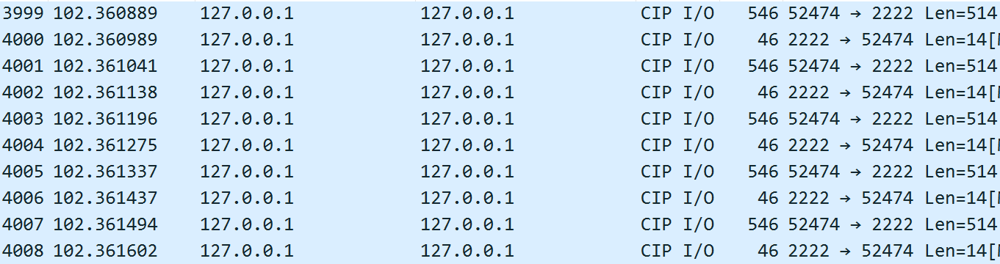 3999 102.360889 127.0.0.1 127.0.0.1 CIP I/O 546 52474 → 2222 Len=514
4000 102.360989 127.0.0.1 127.0.0.1 CIP I/O 46 2222 → 52474 Len=14[
4001 102.361041 127.0.0.1 127.0.0.1 CIP I/O 546 52474 → 2222 Len=514
4002 102.361138 127.0.0.1 127.0.0.1 CIP I/O 46 2222 → 52474 Len=14[
4003 102.361196 127.0.0.1 127.0.0.1 CIP I/O 546 52474 → 2222 Len=514
4004 102.361275 127.0.0.1 127.0.0.1 CIP I/O 46 2222 → 52474 Len=14[
4005 102.361337 127.0.0.1 127.0.0.1 CIP I/O 546 52474 → 2222 Len=514
4006 102.361437 127.0.0.1 127.0.0.1 CIP I/O 46 2222 → 52474 Len=14[
4007 102.361494 127.0.0.1 127.0.0.1 CIP I/O 546 52474 → 2222 Len=514
4008 102.361602 127.0.0.1 127.0.0.1 CIP I/O 46 2222 → 52474 Len=14[